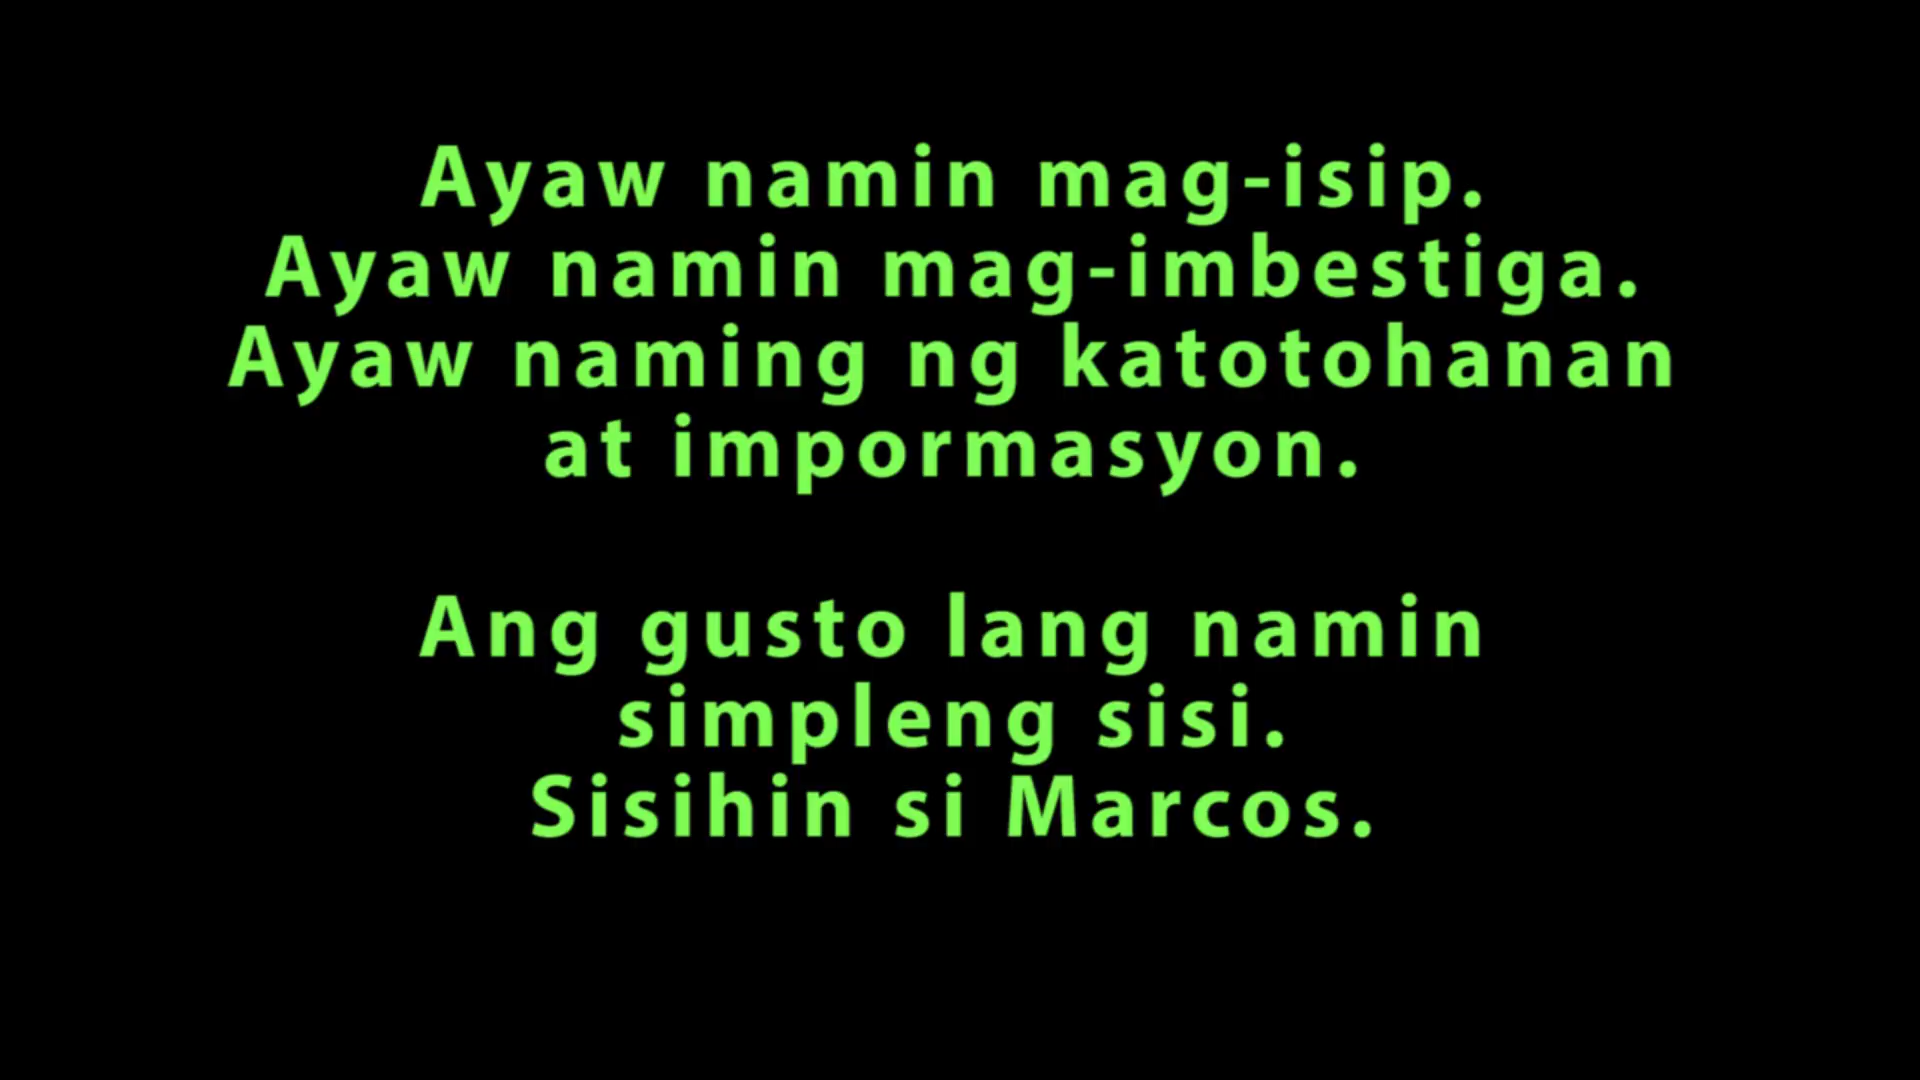 Ayaw namin mag-isip.
Ayaw namin mag-imbestiga.
Ayaw naming ng katotohanan
at impormasyon.
Ang gusto lang namin
simpleng sisi.
Sisihin si Marcos.